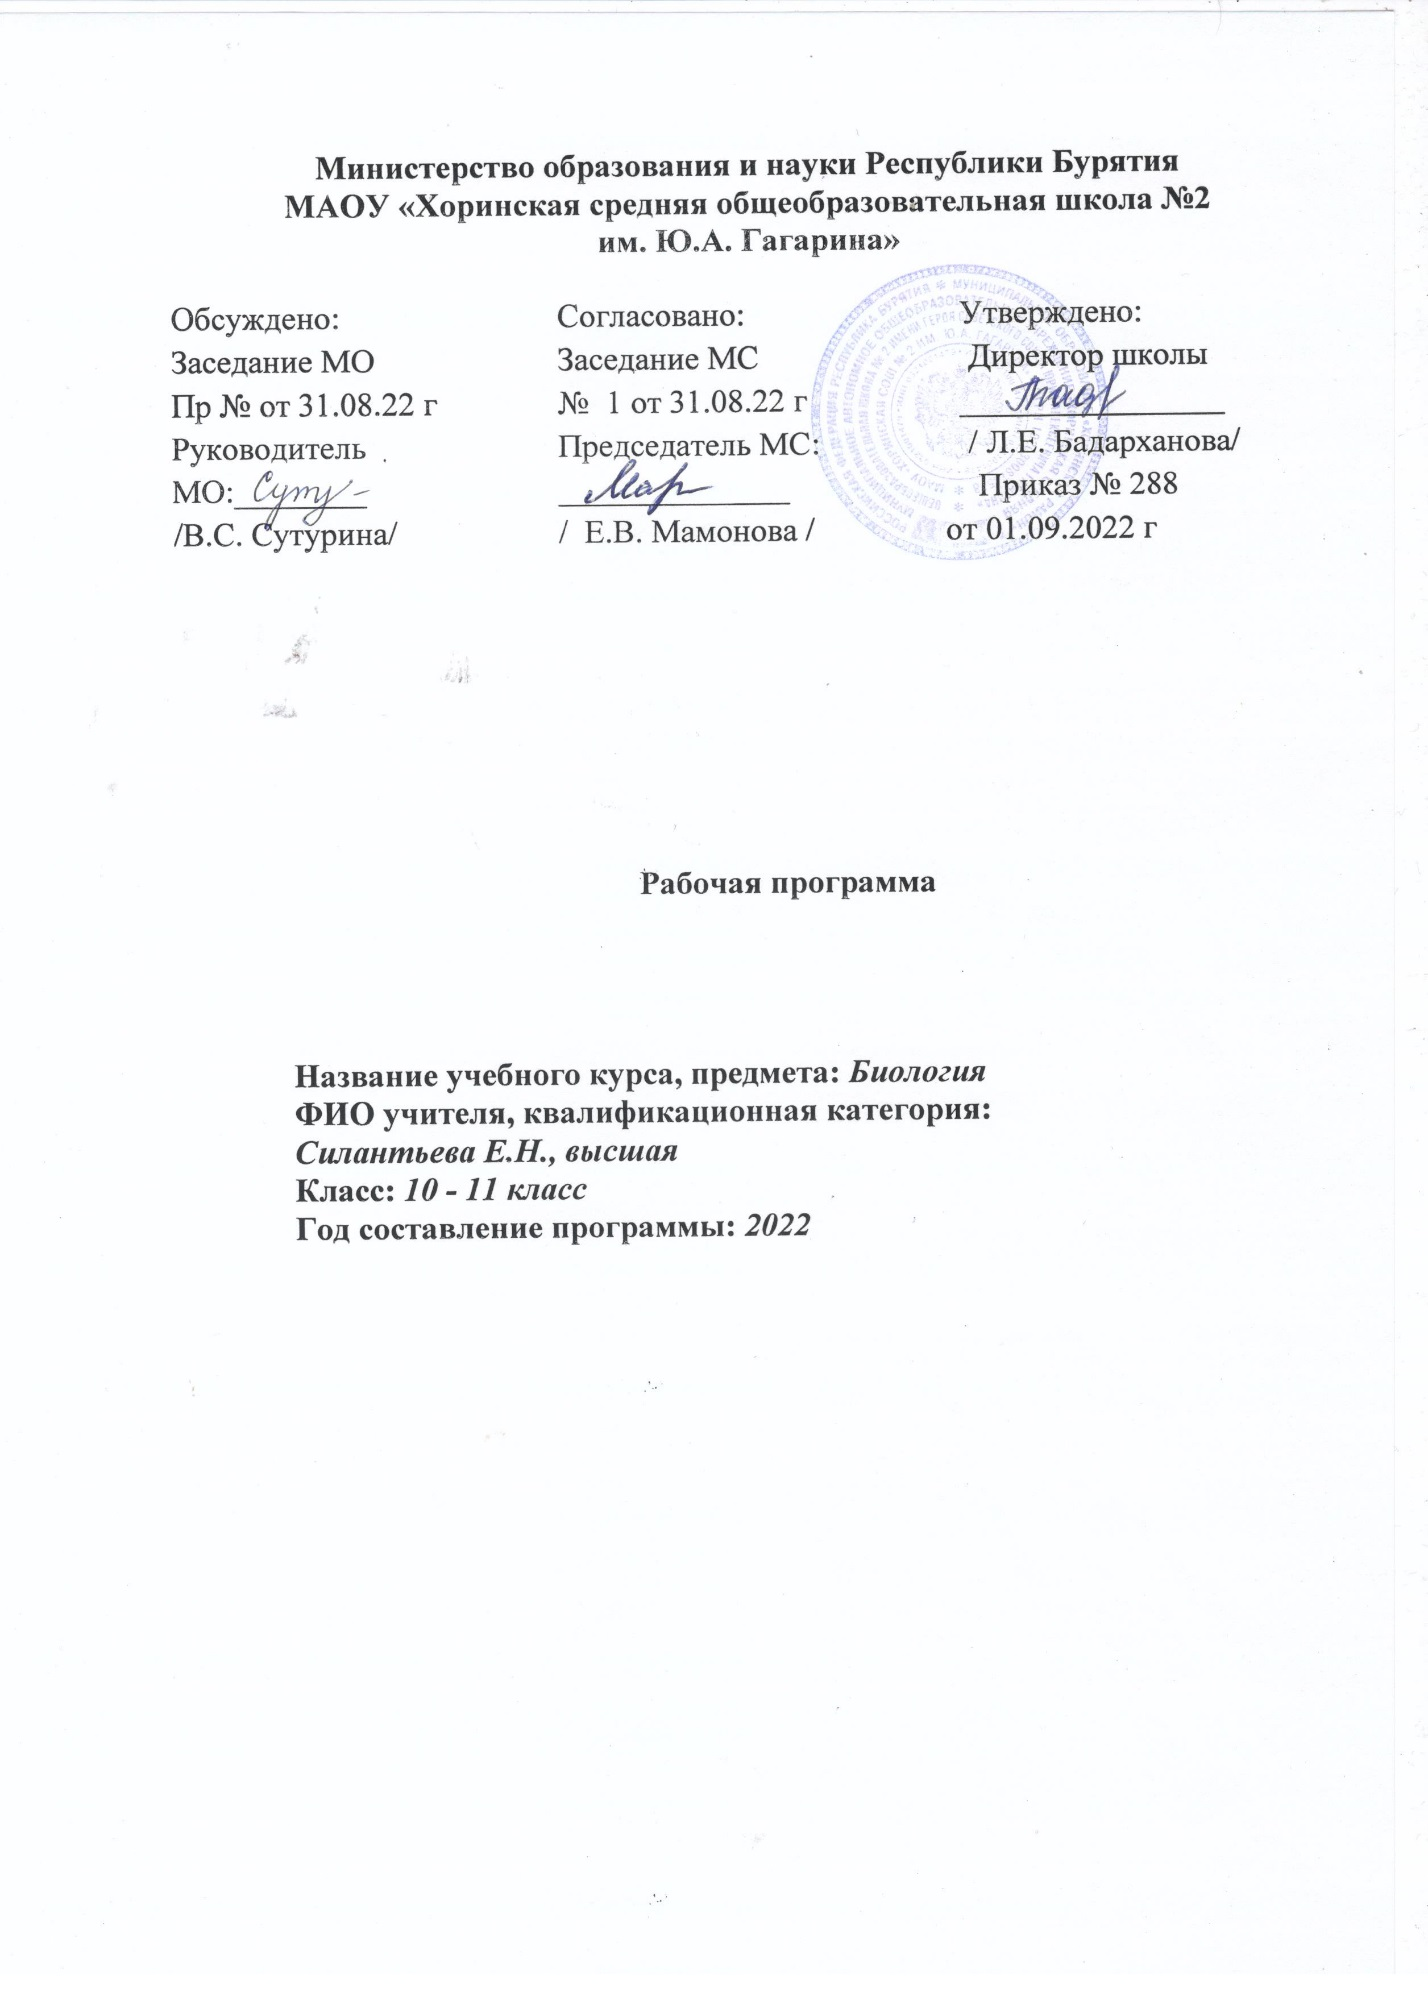 Министерство образования и науки Республики Бурятия
МАОУ «Хоринская средняя общеобразовательная школа №2
им. Ю.А. Гагарина»
Обсуждено:
Заседание МО
Пр № от 31.08.22 г
Руководитель
МО:
/В.С. Сутурина/
Согласовано:
Заседание МС
№ 1 от 31.08.22 г
Председатель МС:
/ Е.В. Мамонова /
Утверждено:
Директор школы
/ Л.Е. Бадарханова/
Приказ № 288
от 01.09.2022 г
Рабочая программа
Название учебного курса, предмета: Биология
ФИО учителя, квалификационная категория:
Силантьева Е.Н., высшая
Класс: 10 - 11 класс
Год составление программы: 2022